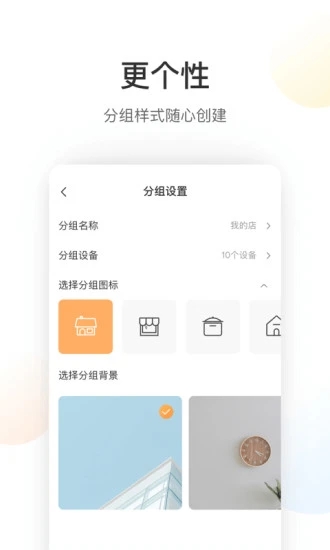 更个性
分组样式随心创建
分组设置
分组名称 我的店
分组设备 10个设备
选择分组图标
选择分组背景